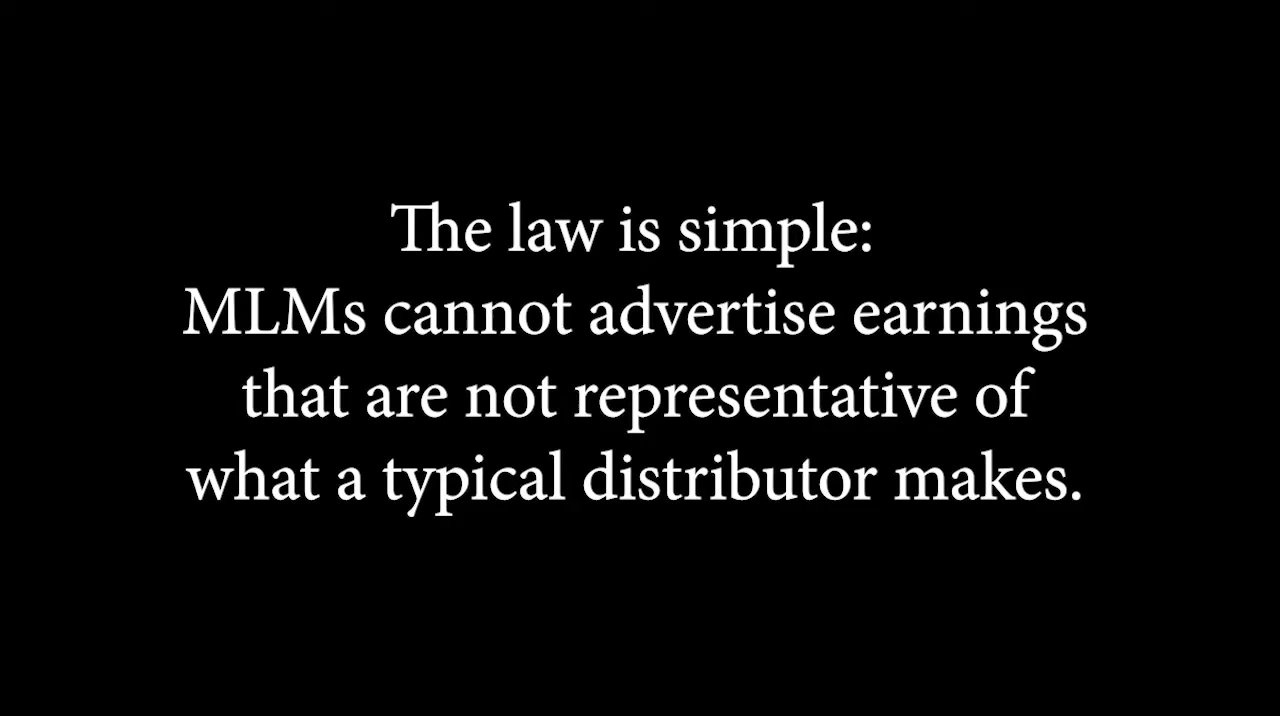 The law is simple:
MLMs cannot advertise earnings
that are not representative of
what a typical distributor makes.